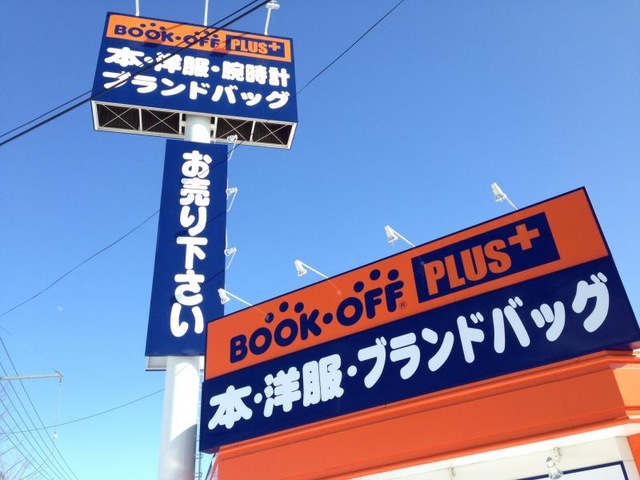 BOOK・OFF PLUS+
本・洋服・腕時計
ブランドバッグ
お売り下さい
BOOK・OFF® PLUS+
本・洋服・ブランドバッグ